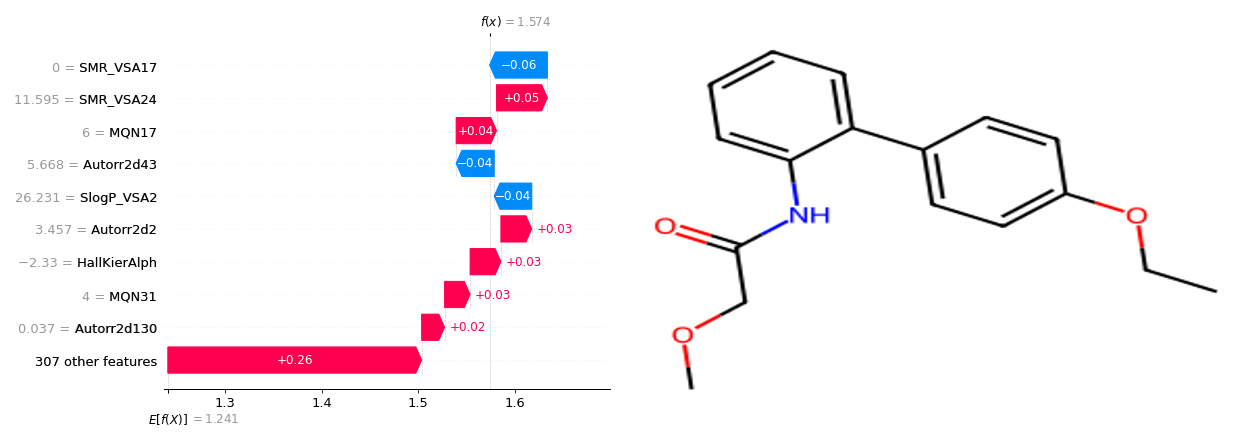 f(x) = 1.574
0 = SMR_VSA17
−0.06
11.595 = SMR_VSA24
+0.05
6 = MQN17
+0.04
5.668 = Autorr2d43
−0.04
26.231 = SlogP_VSA2
−0.04
3.457 = Autorr2d2
+0.03
−2.33 = HallKierAlph
+0.03
4 = MQN31
+0.03
0.037 = Autorr2d130
+0.02
307 other features
+0.26
1.3 1.4 1.5 1.6
E[f(X)] = 1.241
NH
O
O
O